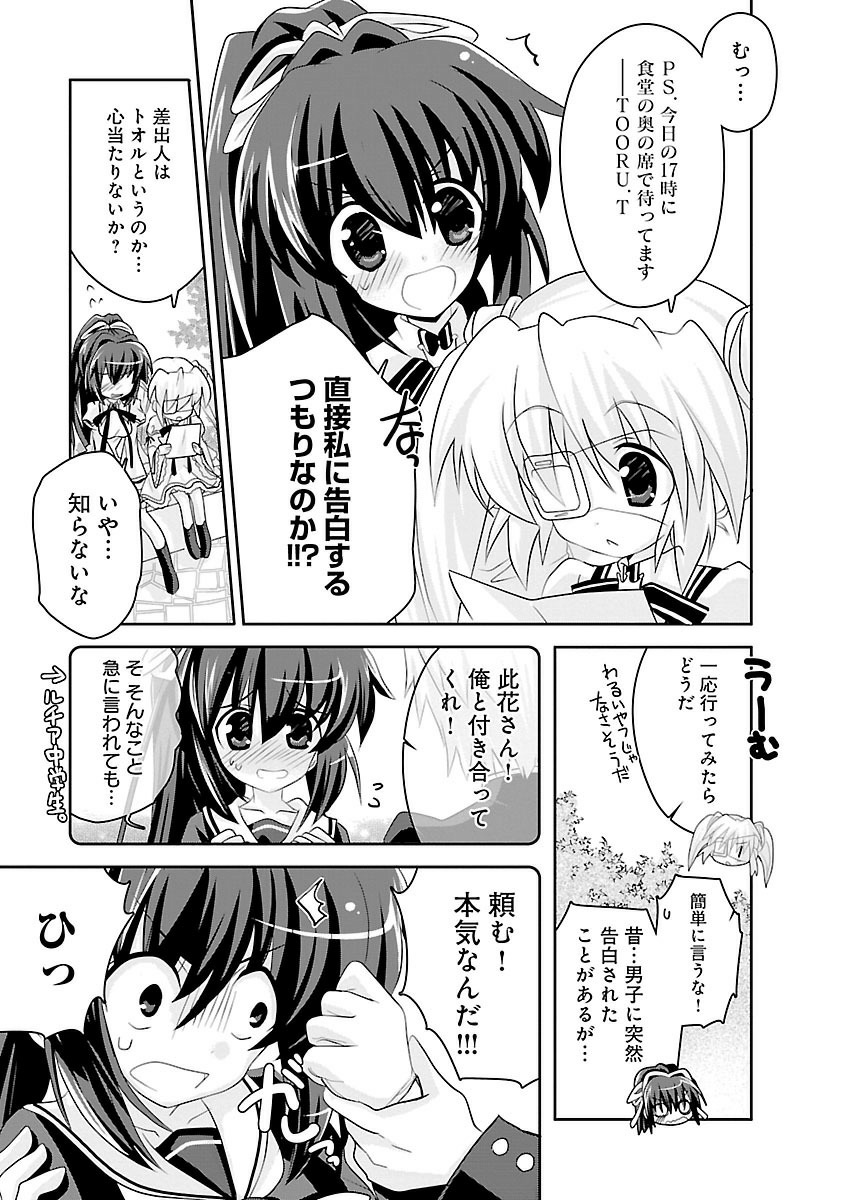 むっ…
PS.今日の17時に
食堂の奥の席で待ってます
――TOORU.T
なっ
直接私に告白する
つもりなのか!!?
差出人は
トオルというのか…
心当たりないか?
いや…
知らないな
うーむ
一応行ってみたら
どうだ
わるいやつじゃ
なさそうだ
簡単に言うな!
昔…男子に突然
告白された
ことがあるが…
此花さん!
俺と付き合って
くれ!
そ そんなこと
急に言われても…
→ルチア中学生。
頼む!
本気なんだ!!!
がしっ
ひっ